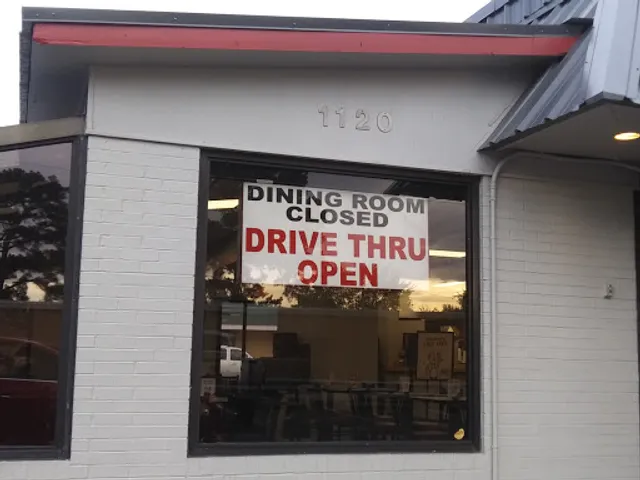 1120
DINING ROOM
CLOSED
DRIVE THRU
OPEN